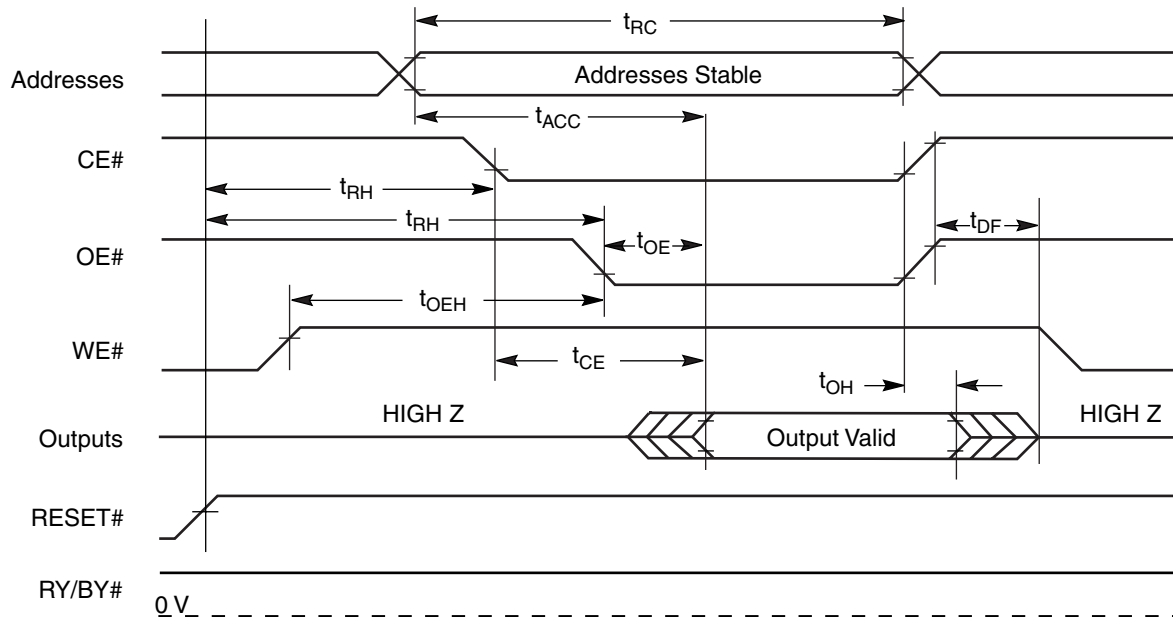 tRC
Addresses
Addresses Stable
tACC
CE#
tRH
tRH
tDF
OE#
tOE
tOEH
WE#
tCE
tOH
HIGH Z
HIGH Z
Outputs
Output Valid
RESET#
RY/BY#
0 V